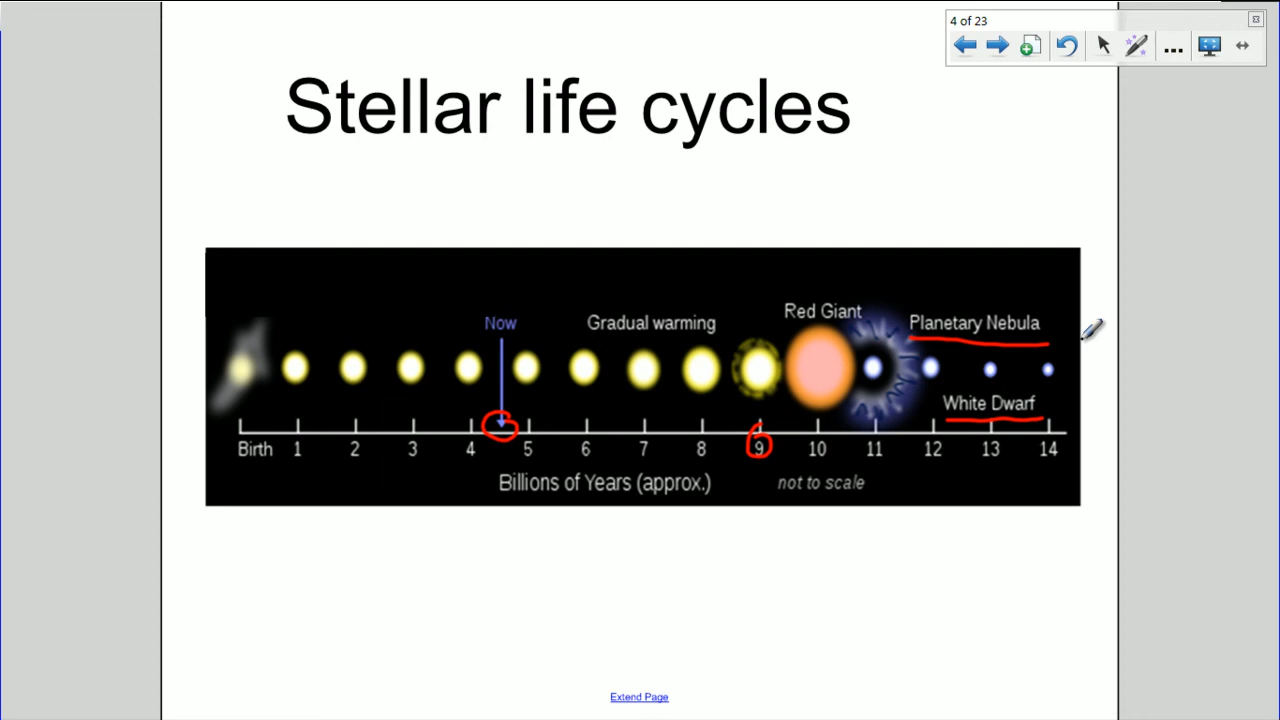 4 of 23
Stellar life cycles
Red Giant
Now
Gradual warming
Planetary Nebula
White Dwarf
Birth 1 2 3 4 5 6 7 8 9 10 11 12 13 14
Billions of Years (approx.)
not to scale
Extend Page